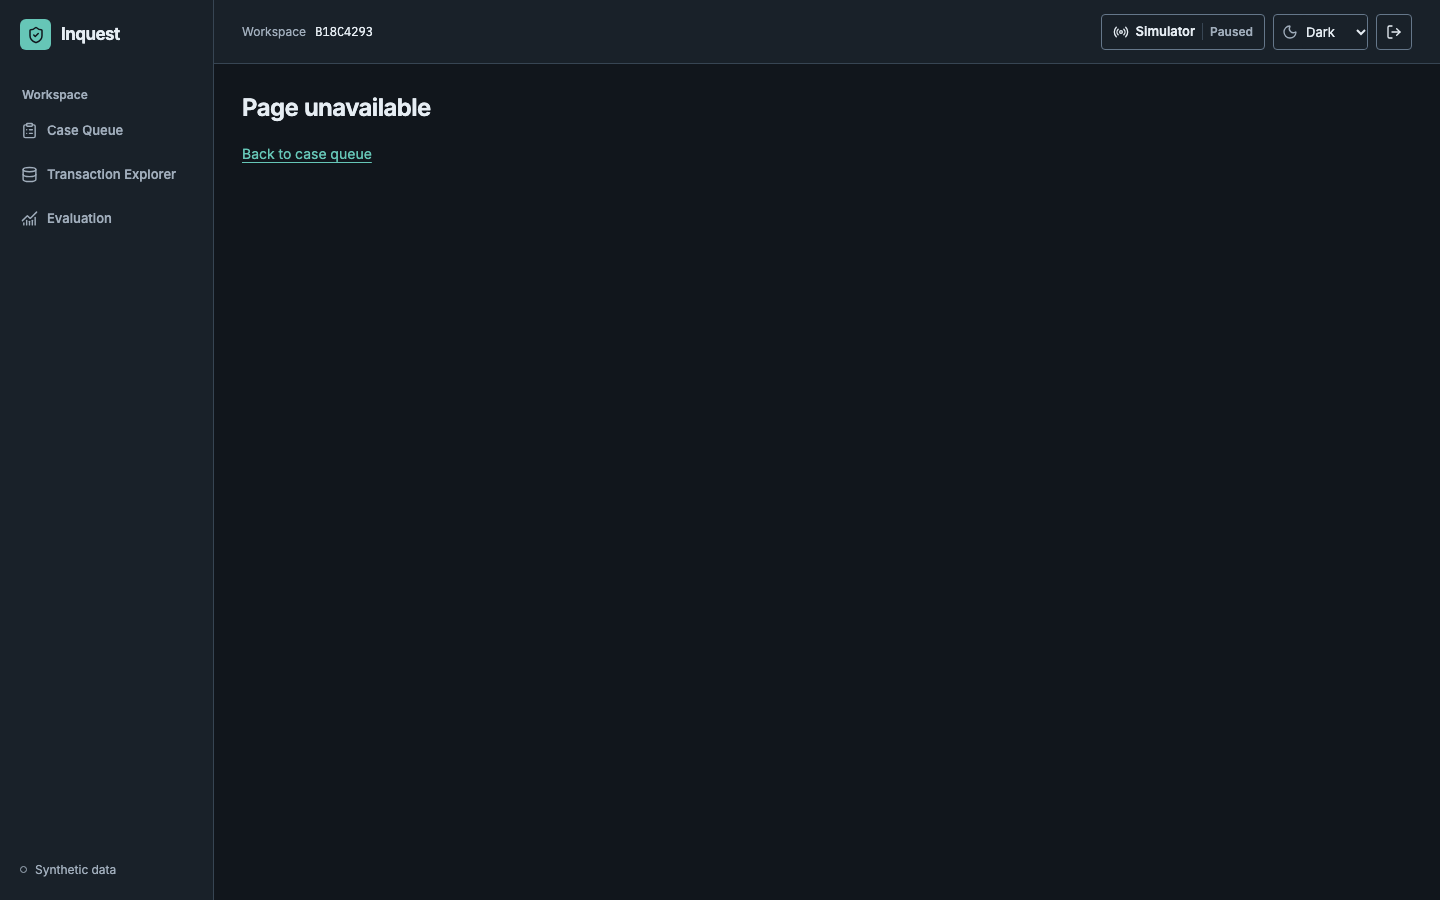 Inquest
Workspace
Case Queue
Transaction Explorer
Evaluation
Synthetic data
Workspace B18C4293
Simulator Paused
Dark
Page unavailable
Back to case queue